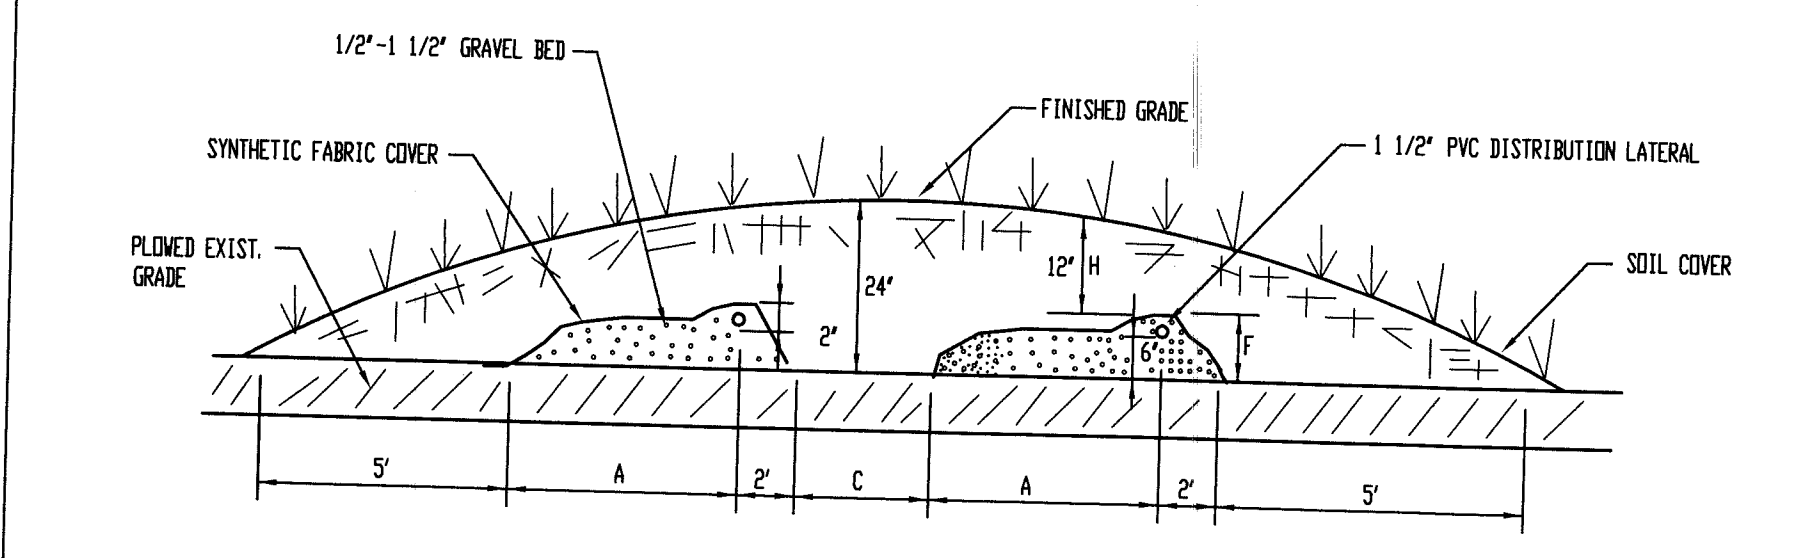 1/2"-1 1/2" GRAVEL BED
FINISHED GRADE
SYNTHETIC FABRIC COVER
1 1/2" PVC DISTRIBUTION LATERAL
PLOWED EXIST.
GRADE
SOIL COVER
24"
12" H
2"
6"
F
5'
A
2'
C
A
2'
5'